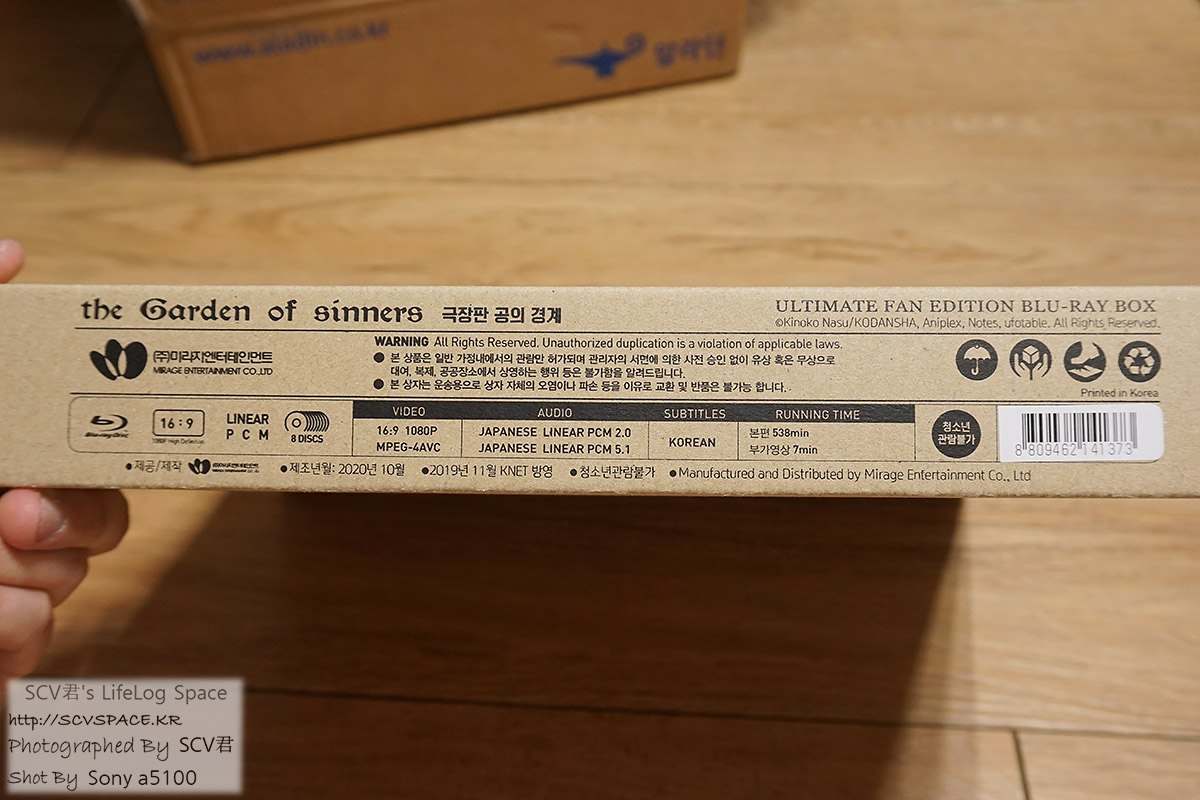 www.aladin.co.kr
알라딘
the Garden of sinners 극장판 공의 경계
ULTIMATE FAN EDITION BLU-RAY BOX
©Kinoko Nasu/KODANSHA, Aniplex, Notes, ufotable. All Rights Reserved.
(주)미라지엔터테인먼트
MIRAGE ENTERTAINMENT CO.,LTD
WARNING All Rights Reserved. Unauthorized duplication is a violation of applicable laws.
● 본 상품은 일반 가정내에서의 관람만 허가되며 관리자의 서면에 의한 사전 승인 없이 유상 혹은 무상으로
대여, 복제, 공공장소에서 상영하는 행위 등은 불가함을 알려드립니다.
● 본 상자는 운송용으로 상자 자체의 오염이나 파손 등을 이유로 교환 및 반품은 불가능 합니다.
Printed in Korea
Blu-ray Disc
16:9
1080P High Definition
LINEAR
PCM
8 DISCS
VIDEO AUDIO SUBTITLES RUNNING TIME
16:9 1080P JAPANESE LINEAR PCM 2.0 KOREAN 본편 538min
MPEG-4AVC JAPANESE LINEAR PCM 5.1 부가영상 7min
청소년
관람불가
8 809462 141373
●제공/제작 (주)미라지엔터테인먼트 ●제조년월: 2020년 10월 ●2019년 11월 KNET 방영 ●청소년관람불가 ●Manufactured and Distributed by Mirage Entertainment Co., Ltd
SCV君's LifeLog Space
http://SCVSPACE.KR
Photographed By SCV君
Shot By Sony a5100